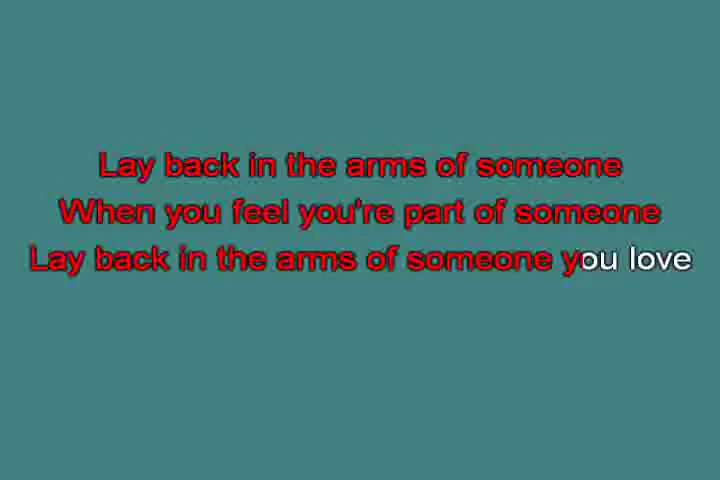 Lay back in the arms of someone
When you feel you're part of someone
Lay back in the arms of someone you love